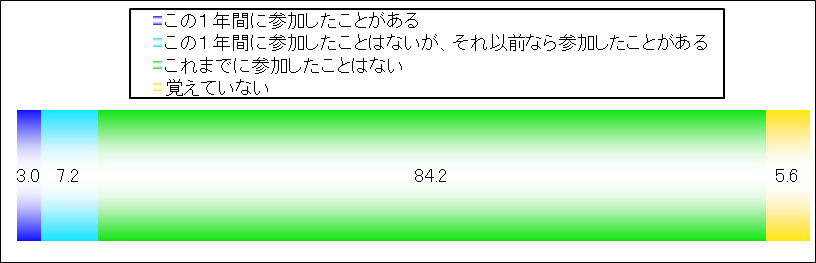 この１年間に参加したことがある
この１年間に参加したことはないが、それ以前なら参加したことがある
これまでに参加したことはない
覚えていない
3.0 7.2 84.2 5.6